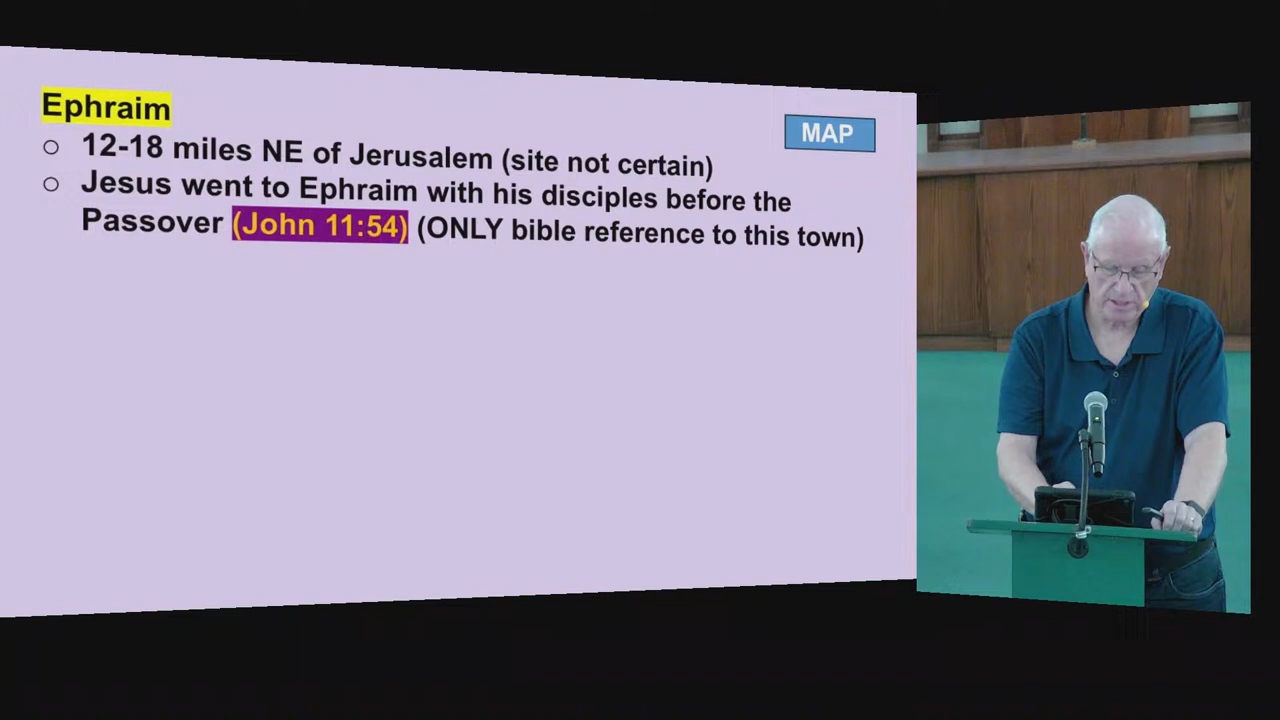 Ephraim
MAP
○ 12-18 miles NE of Jerusalem (site not certain)
○ Jesus went to Ephraim with his disciples before the
Passover (John 11:54) (ONLY bible reference to this town)